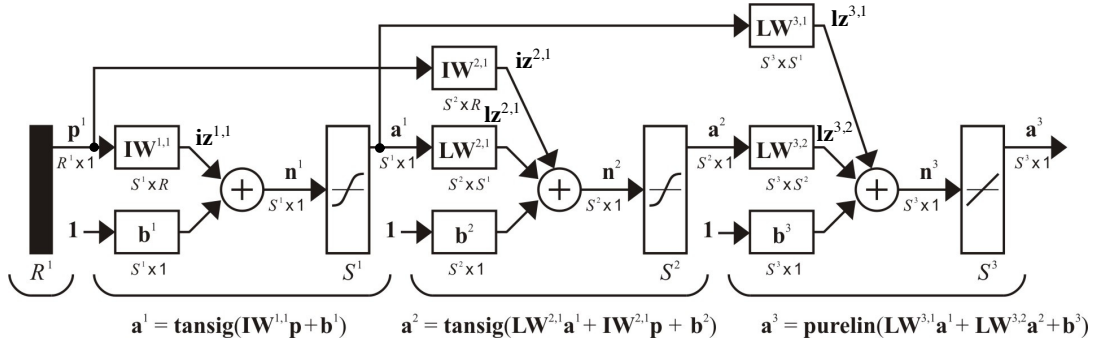 LW³,¹
lz³,¹
S³ x S¹
IW²,¹
iz²,¹
S² x R
lz²,¹
p¹
R¹ x 1
IW¹,¹
iz¹,¹
S¹ x R
n¹
S¹ x 1
a¹
S¹ x 1
LW²,¹
S² x S¹
n²
S² x 1
a²
S² x 1
LW³,²
lz³,²
S³ x S²
n³
S³ x 1
a³
S³ x 1
1
b¹
S¹ x 1
1
b²
S² x 1
1
b³
S³ x 1
R¹
S¹
S²
S³
a¹ = tansig(IW¹,¹p + b¹)
a² = tansig(LW²,¹a¹ + IW²,¹p + b²)
a³ = purelin(LW³,¹a¹ + LW³,²a² + b³)